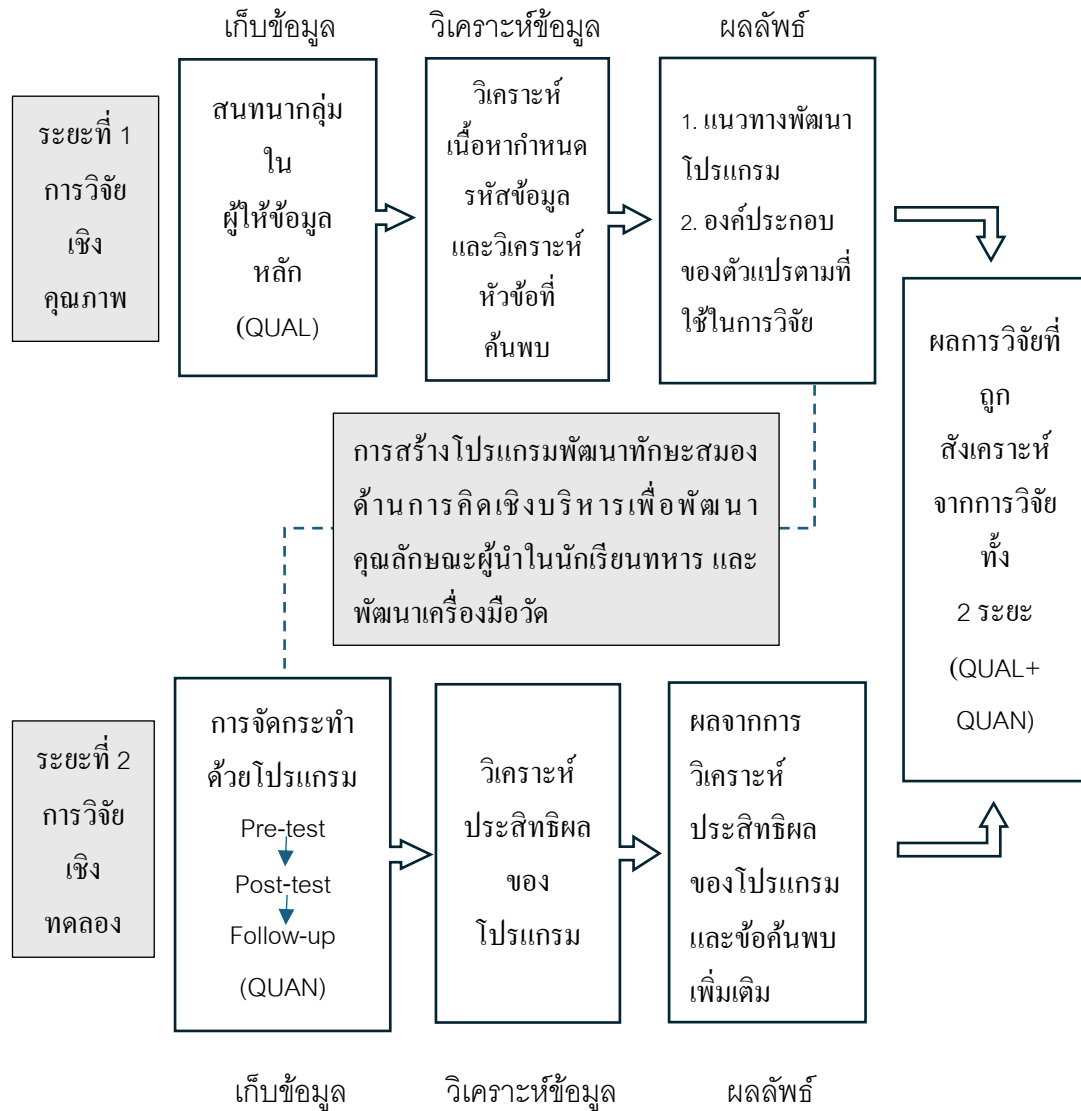 เก็บข้อมูล
วิเคราะห์ข้อมูล
ผลลัพธ์
ระยะที่ 1
การวิจัย
เชิง
คุณภาพ
สนทนากลุ่ม
ใน
ผู้ให้ข้อมูล
หลัก
(QUAL)
วิเคราะห์
เนื้อหากำหนด
รหัสข้อมูล
และวิเคราะห์
หัวข้อที่
ค้นพบ
1. แนวทางพัฒนา
โปรแกรม
2. องค์ประกอบ
ของตัวแปรตามที่
ใช้ในการวิจัย
ผลการวิจัยที่
ถูก
สังเคราะห์
จากการวิจัย
ทั้ง
2 ระยะ
(QUAL+
QUAN)
การสร้างโปรแกรมพัฒนาทักษะสมอง
ด้านการคิดเชิงบริหารเพื่อพัฒนา
คุณลักษณะผู้นำในนักเรียนทหาร และ
พัฒนาเครื่องมือวัด
ระยะที่ 2
การวิจัย
เชิง
ทดลอง
การจัดกระทำ
ด้วยโปรแกรม
Pre-test
Post-test
Follow-up
(QUAN)
วิเคราะห์
ประสิทธิผล
ของ
โปรแกรม
ผลจากการ
วิเคราะห์
ประสิทธิผล
ของโปรแกรม
และข้อค้นพบ
เพิ่มเติม
เก็บข้อมูล
วิเคราะห์ข้อมูล
ผลลัพธ์